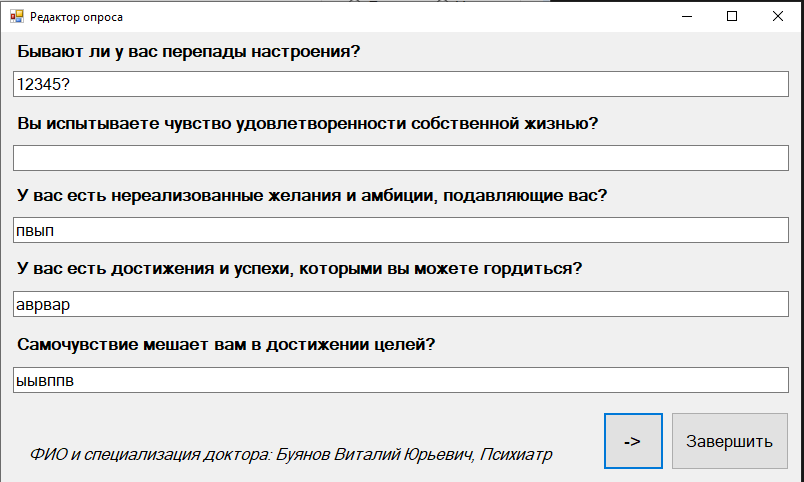 Редактор опроса
Бывают ли у вас перепады настроения?
12345?
Вы испытываете чувство удовлетворенности собственной жизнью?
У вас есть нереализованные желания и амбиции, подавляющие вас?
пвып
У вас есть достижения и успехи, которыми вы можете гордиться?
аврвар
Самочувствие мешает вам в достижении целей?
ыывппв
-> Завершить
ФИО и специализация доктора: Буянов Виталий Юрьевич, Психиатр